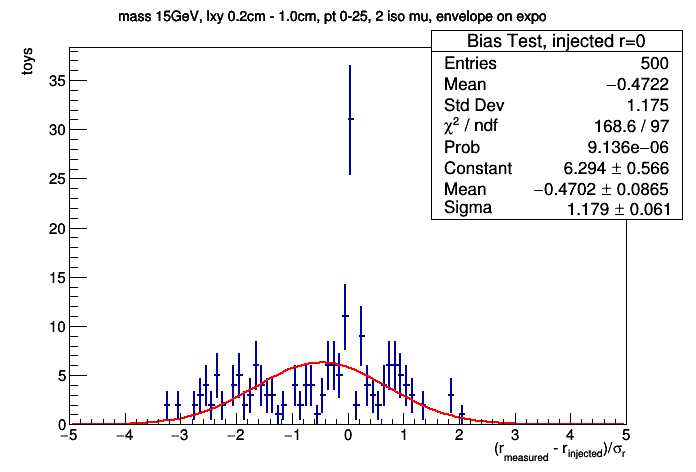 mass 15GeV, lxy 0.2cm - 1.0cm, pt 0-25, 2 iso mu, envelope on expo
Bias Test, injected r=0
Entries 500
Mean −0.4722
Std Dev 1.175
χ² / ndf 168.6 / 97
Prob 9.136e−06
Constant 6.294 ± 0.566
Mean −0.4702 ± 0.0865
Sigma 1.179 ± 0.061
toys
35
30
25
20
15
10
5
0
−5 −4 −3 −2 −1 0 1 2 3 4 5
(r_measured - r_injected)/σ_r